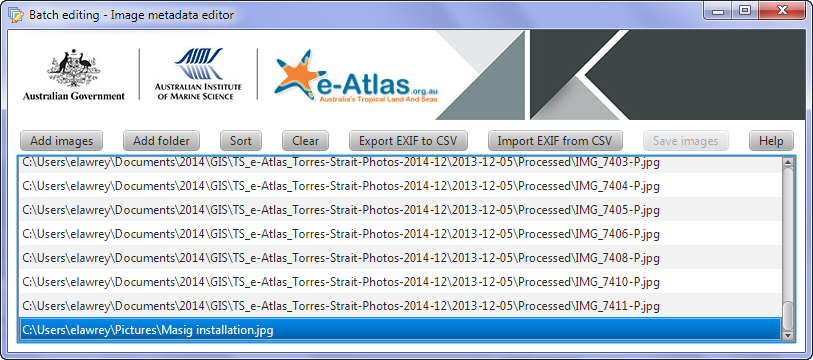 Batch editing - Image metadata editor
Australian Government
AIMS
AUSTRALIAN INSTITUTE
OF MARINE SCIENCE
e-Atlas.org.au
Australia's Tropical Land And Seas
Add images Add folder Sort Clear Export EXIF to CSV Import EXIF from CSV Save images Help
C:\Users\elawrey\Documents\2014\GIS\TS_e-Atlas_Torres-Strait-Photos-2014-12\2013-12-05\Processed\IMG_7403-P.jpg
C:\Users\elawrey\Documents\2014\GIS\TS_e-Atlas_Torres-Strait-Photos-2014-12\2013-12-05\Processed\IMG_7404-P.jpg
C:\Users\elawrey\Documents\2014\GIS\TS_e-Atlas_Torres-Strait-Photos-2014-12\2013-12-05\Processed\IMG_7405-P.jpg
C:\Users\elawrey\Documents\2014\GIS\TS_e-Atlas_Torres-Strait-Photos-2014-12\2013-12-05\Processed\IMG_7406-P.jpg
C:\Users\elawrey\Documents\2014\GIS\TS_e-Atlas_Torres-Strait-Photos-2014-12\2013-12-05\Processed\IMG_7408-P.jpg
C:\Users\elawrey\Documents\2014\GIS\TS_e-Atlas_Torres-Strait-Photos-2014-12\2013-12-05\Processed\IMG_7410-P.jpg
C:\Users\elawrey\Documents\2014\GIS\TS_e-Atlas_Torres-Strait-Photos-2014-12\2013-12-05\Processed\IMG_7411-P.jpg
C:\Users\elawrey\Pictures\Masig installation.jpg